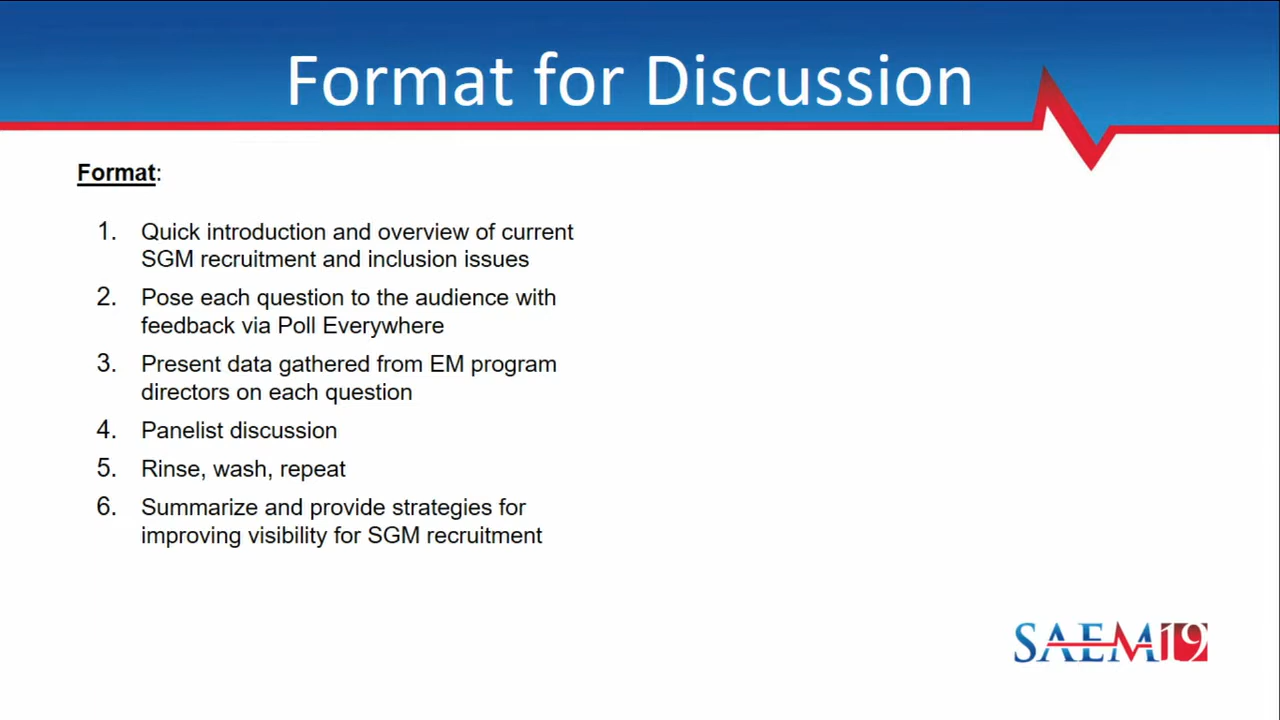 Format for Discussion
Format:
1. Quick introduction and overview of current
SGM recruitment and inclusion issues
2. Pose each question to the audience with
feedback via Poll Everywhere
3. Present data gathered from EM program
directors on each question
4. Panelist discussion
5. Rinse, wash, repeat
6. Summarize and provide strategies for
improving visibility for SGM recruitment
SAEM19